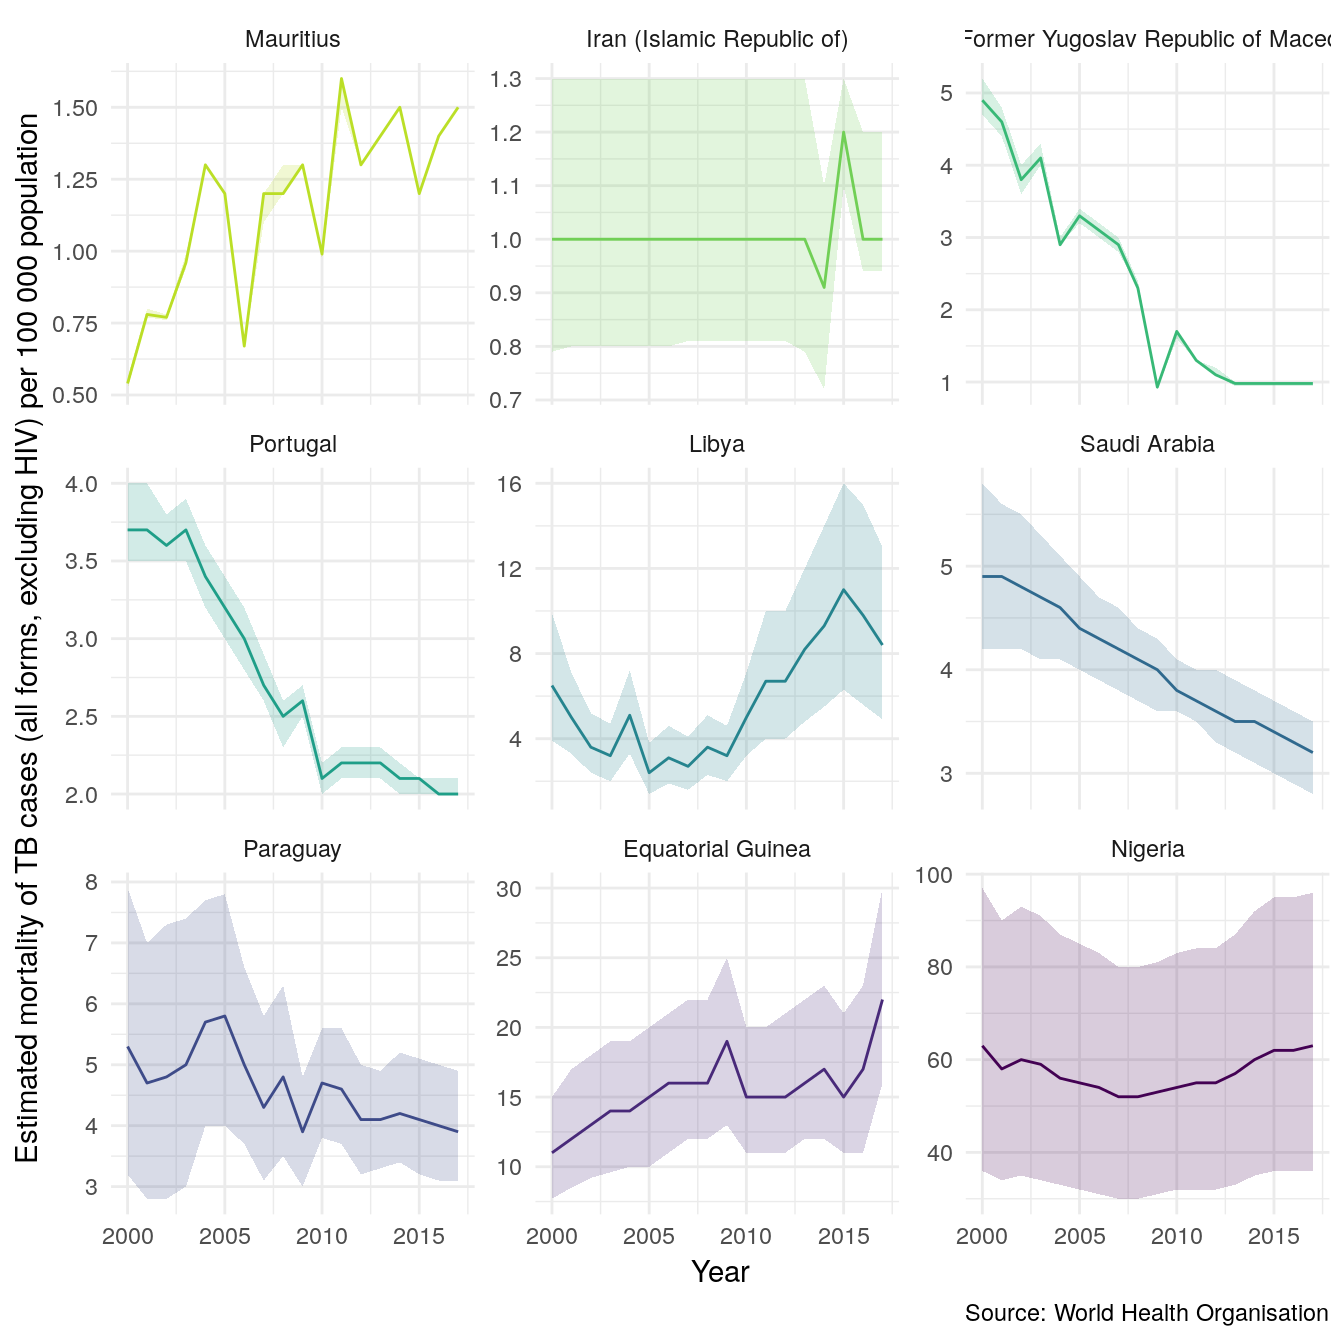 Mauritius
Iran (Islamic Republic of)
Former Yugoslav Republic of
1.50
1.25
1.00
0.75
0.50
1.3
1.2
1.1
1.0
0.9
0.8
0.7
5
4
3
2
1
Portugal
Libya
Saudi Arabia
4.0
3.5
3.0
2.5
2.0
16
12
8
4
5
4
3
Paraguay
Equatorial Guinea
Nigeria
8
7
6
5
4
3
30
25
20
15
10
100
80
60
40
2000 2005 2010 2015
2000 2005 2010 2015
2000 2005 2010 2015
Estimated mortality of TB cases (all forms, excluding HIV) per 100 000 population
Year
Source: World Health Organisation